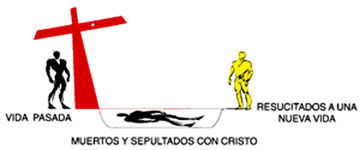 VIDA PASADA
MUERTOS Y SEPULTADOS CON CRISTO
RESUCITADOS A UNA
NUEVA VIDA